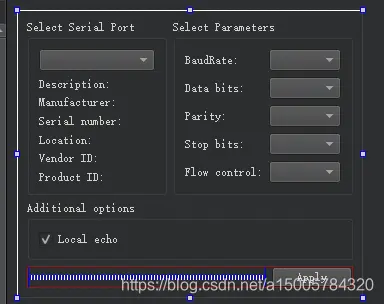 Select Serial Port
Select Parameters
Description:
Manufacturer:
Serial number:
Location:
Vendor ID:
Product ID:
BaudRate:
Data bits:
Parity:
Stop bits:
Flow control:
Additional options
Local echo
Apply
https://blog.csdn.net/a15005784320